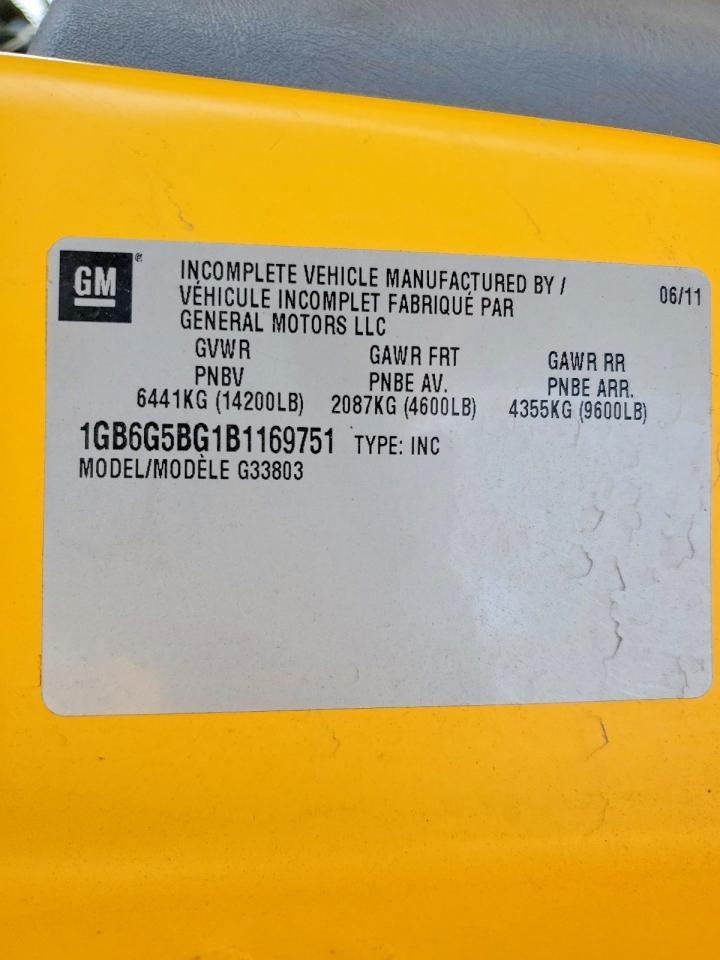 GM®
INCOMPLETE VEHICLE MANUFACTURED BY / 06/11
VÉHICULE INCOMPLET FABRIQUÉ PAR
GENERAL MOTORS LLC
GVWR GAWR FRT GAWR RR
PNBV PNBE AV. PNBE ARR.
6441KG (14200LB) 2087KG (4600LB) 4355KG (9600LB)
1GB6G5BG1B1169751 TYPE: INC
MODEL/MODÈLE G33803